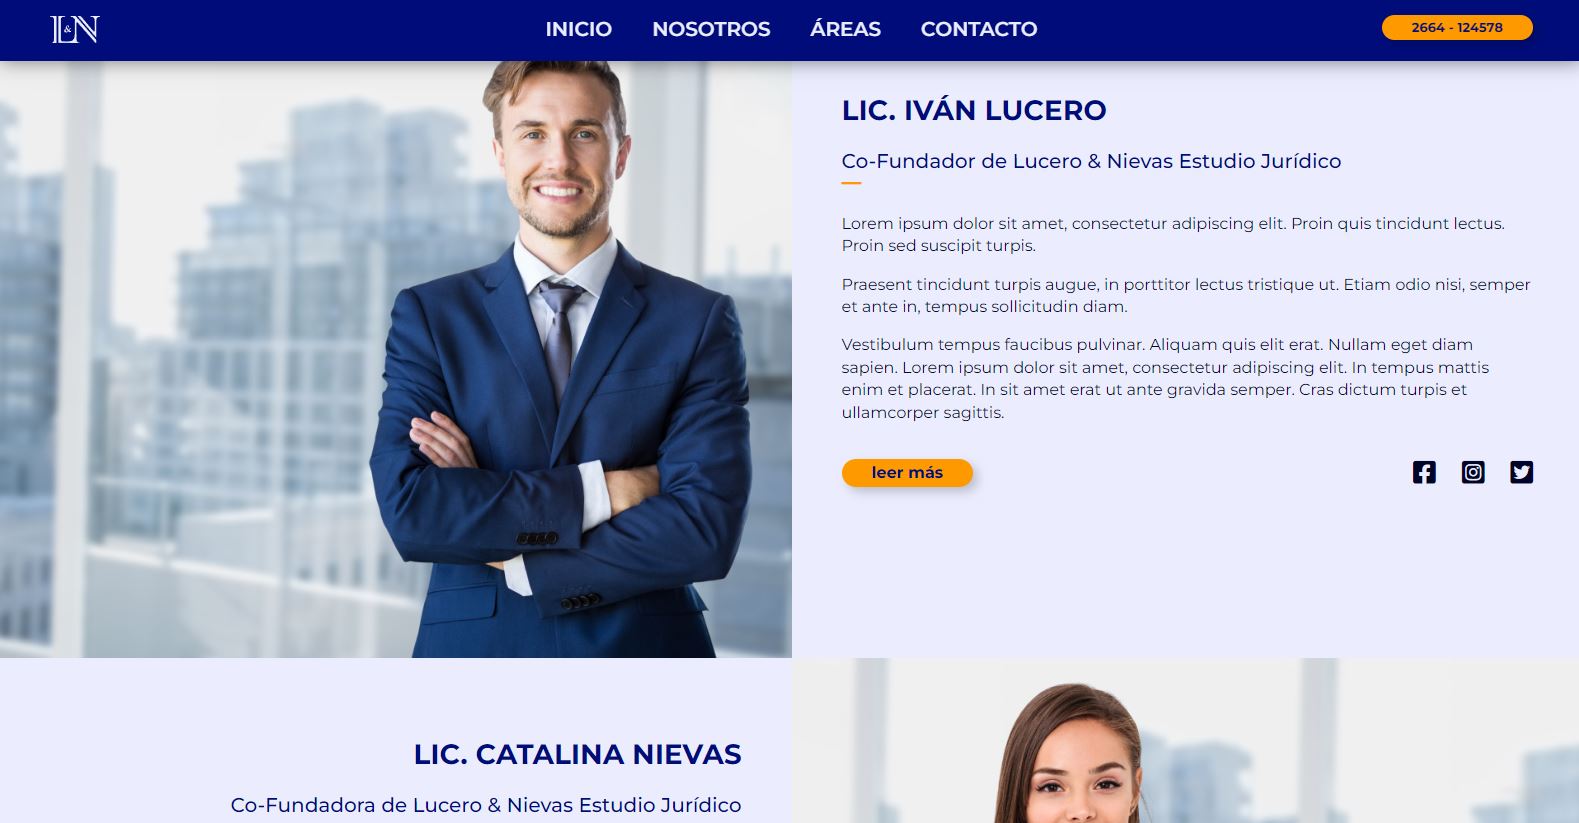 L&N
INICIO NOSOTROS ÁREAS CONTACTO
2664 - 124578
LIC. IVÁN LUCERO
Co-Fundador de Lucero & Nievas Estudio Jurídico
Lorem ipsum dolor sit amet, consectetur adipiscing elit. Proin quis tincidunt lectus.
Proin sed suscipit turpis.
Praesent tincidunt turpis augue, in porttitor lectus tristique ut. Etiam odio nisi, semper
et ante in, tempus sollicitudin diam.
Vestibulum tempus faucibus pulvinar. Aliquam quis elit erat. Nullam eget diam
sapien. Lorem ipsum dolor sit amet, consectetur adipiscing elit. In tempus mattis
enim et placerat. In sit amet erat ut ante gravida semper. Cras dictum turpis et
ullamcorper sagittis.
leer más
LIC. CATALINA NIEVAS
Co-Fundadora de Lucero & Nievas Estudio Jurídico